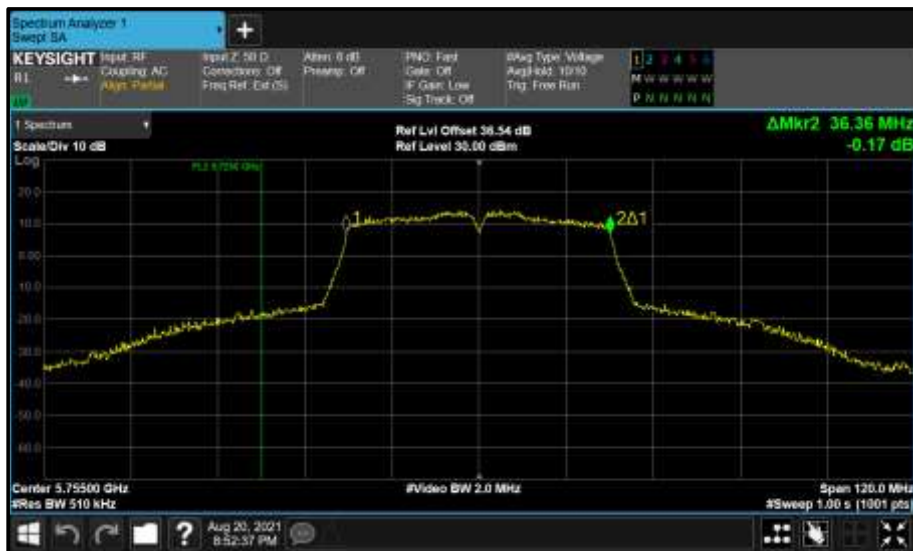 Spectrum Analyzer 1
Swept SA
+
KEYSIGHT
R L
Input: RF
Coupling: AC
Align: Partial
Input Z: 50 Ω
Corrections: Off
Freq Ref: Ext (S)
Atten: 6 dB
Preamp: Off
PNO: Fast
Gate: Off
IF Gain: Low
Sig Track: Off
#Avg Type: Voltage
Avg|Hold: 10/10
Trig: Free Run
1 2 3 4 5 6
M W W W W W
P N N N N N
1 Spectrum
Scale/Div 10 dB
Ref Lvl Offset 36.54 dB
Ref Level 30.00 dBm
ΔMkr2 36.36 MHz
-0.17 dB
Log
20.0
10.0
0.00
-10.0
-20.0
-30.0
-40.0
-50.0
-60.0
1
2Δ1
Center 5.75500 GHz
#Video BW 2.0 MHz
Span 120.0 MHz
#Res BW 510 kHz
#Sweep 1.00 s (1001 pts)
?
Aug 20, 2021
8:52:37 PM